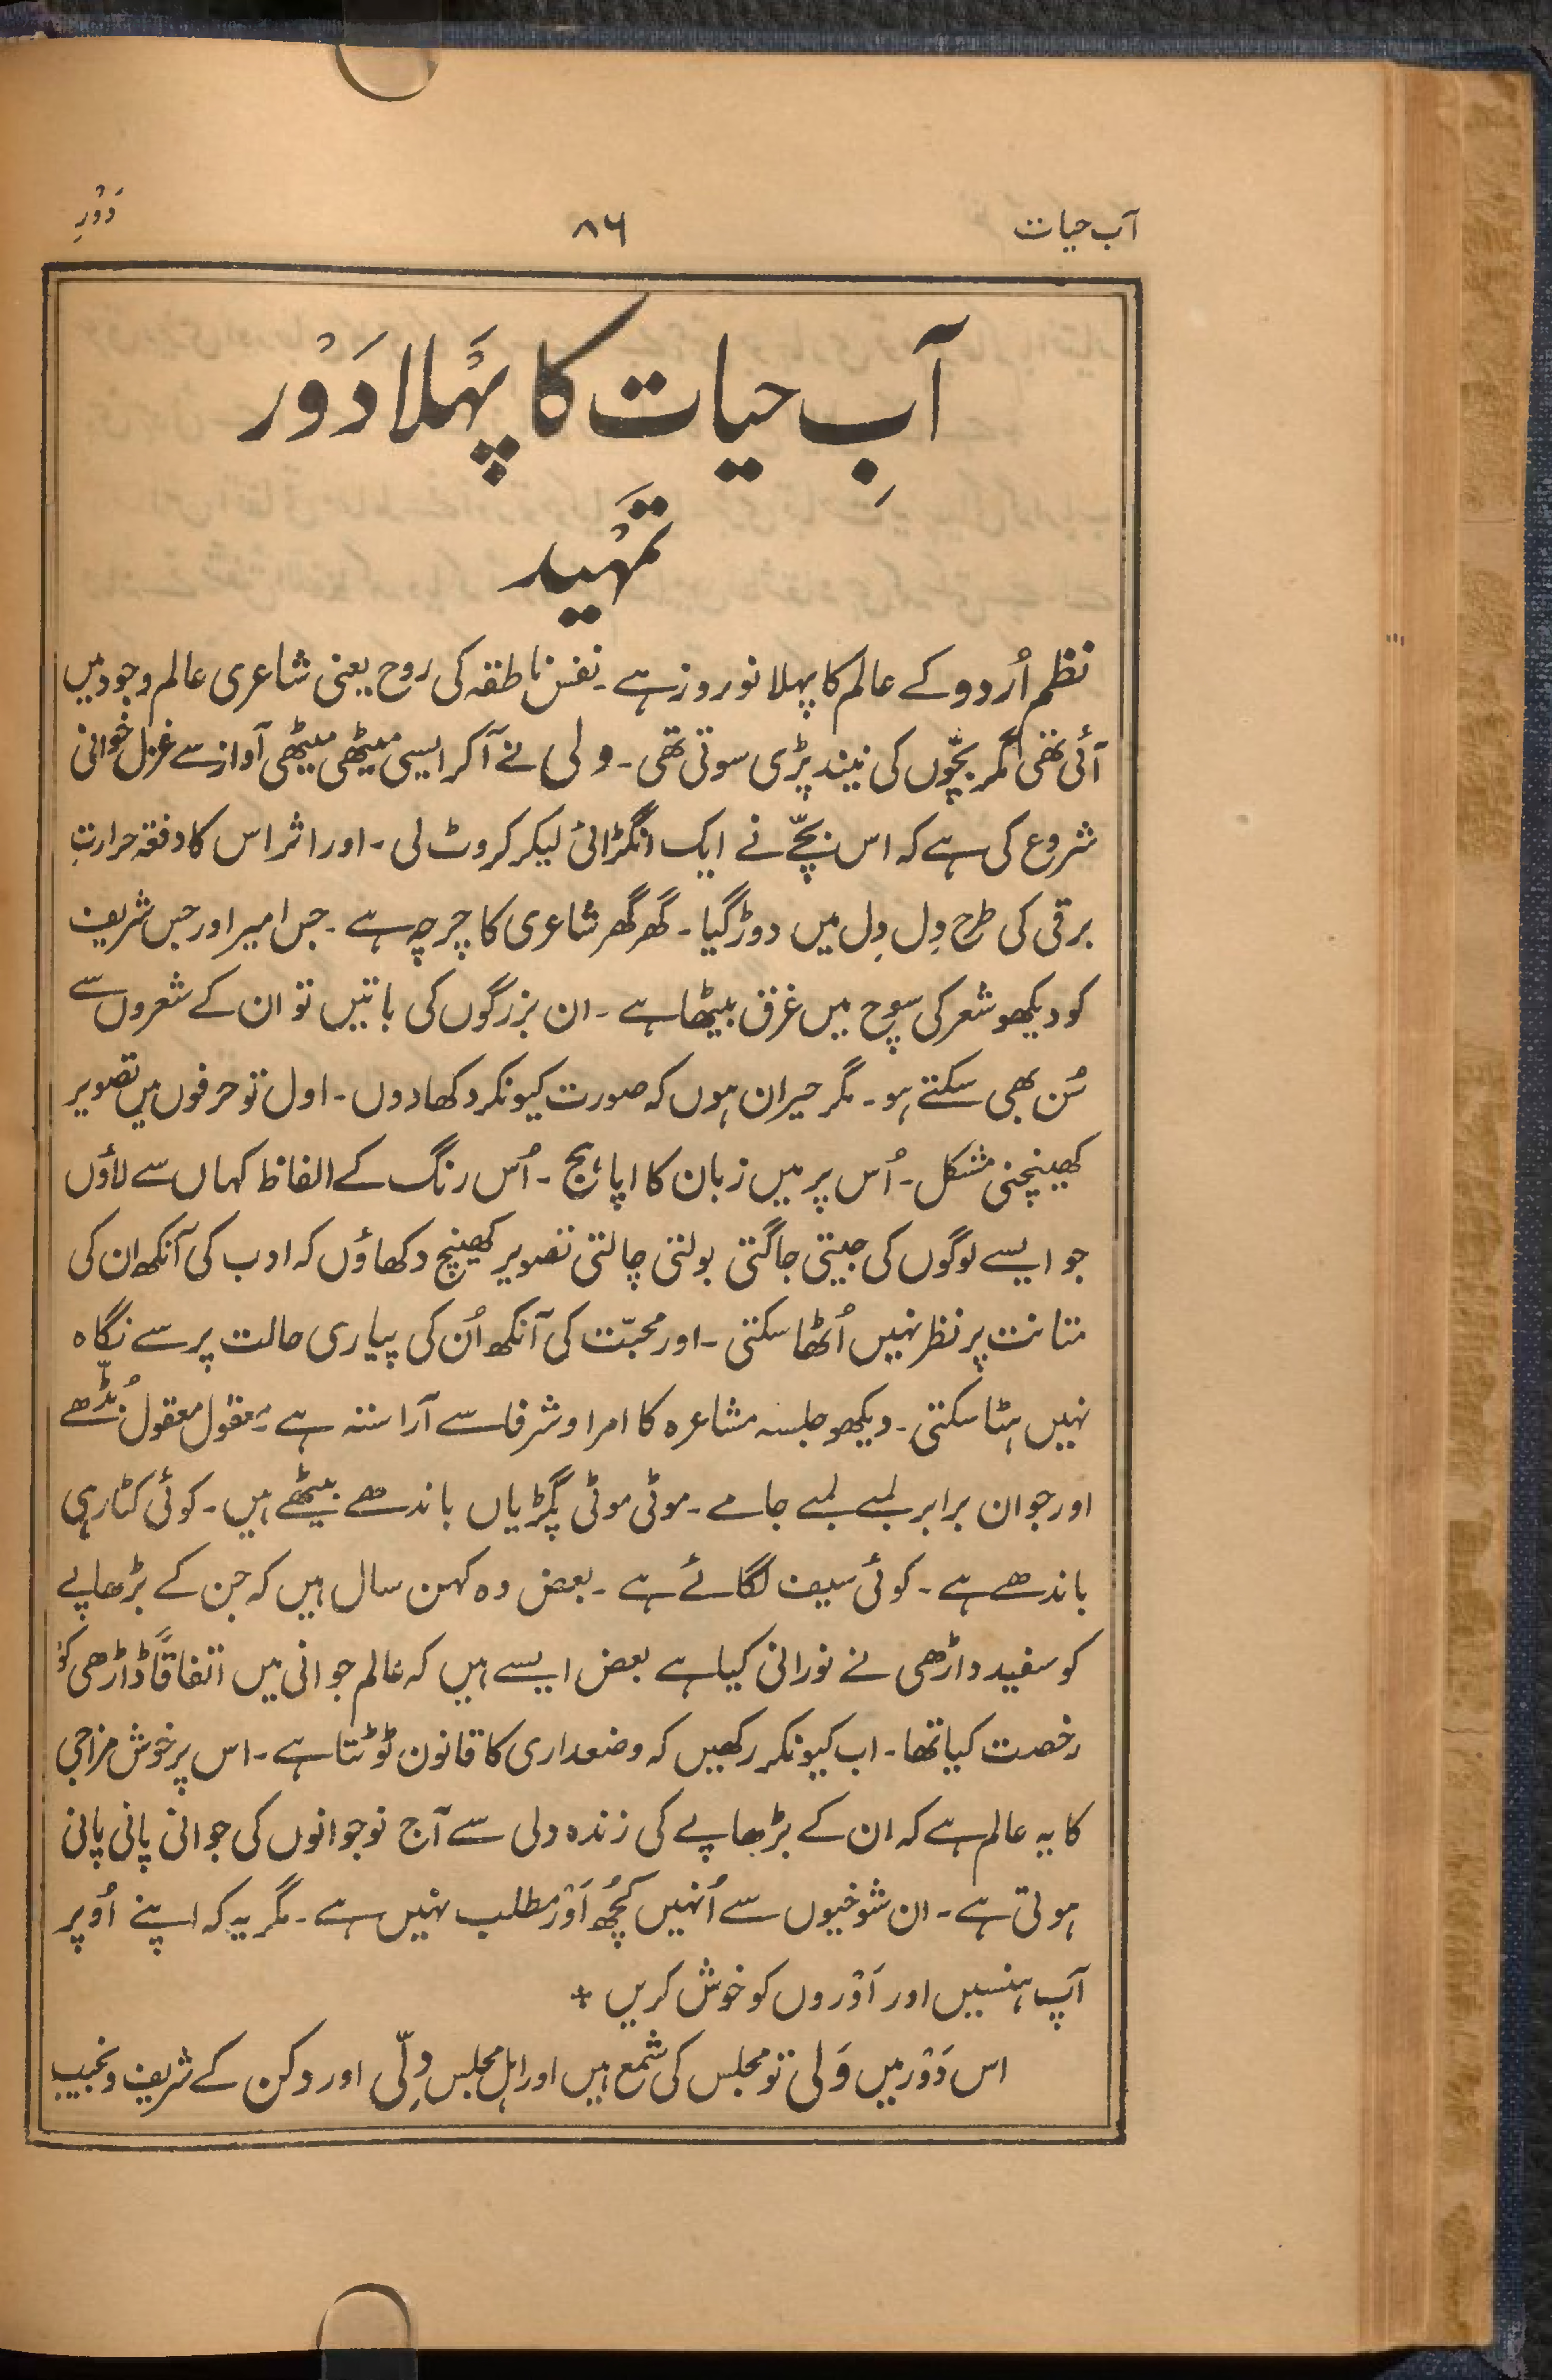 آب حیات ۸۶ دَوْرِ
آبِ حیات کا پہلا دَوْر
تمہید
نظم اُردو کے عالم کا پہلا نوروز ہے ۔ نفس ناطقہ کی روح یعنی شاعری عالم وجود میں
آئی تھی مگر بچّوں کی نیند پڑی سوتی تھی ۔ ولی نے آکر ایسی میٹھی میٹھی آواز سے غزل خوانی
شروع کی ہے کہ اس بچّے نے ایک انگڑائی لیکر کروٹ لی ۔ اور اثر اس کا دفعۃ حرارتِ
برقی کی طرح دِل دِل میں دوڑ گیا ۔ گھر گھر شاعری کا چرچہ ہے ۔ جس امیر اور جس شریف
کو دیکھو شعر کی سوچ میں غرق بیٹھا ہے ۔ ان بزرگوں کی باتیں تو ان کے شعروں سے
سُن بھی سکتے ہو ۔ مگر حیران ہوں کہ صورت کیونکر دکھادوں ۔ اول تو حرفوں میں تصویر
کھینچنی مشکل ۔ اُس پر میں زبان کا اپاہج ۔ اُس رنگ کے الفاظ کہاں سے لاؤں
جو ایسے لوگوں کی جیتی جاگتی بولتی چالتی تصویر کھینچ دکھاؤں کہ ادب کی آنکھ ان کی
متانت پر نظر نہیں اُٹھا سکتی ۔ اور محبّت کی آنکھ اُن کی پیاری حالت پر سے نگاہ
نہیں ہٹا سکتی ۔ دیکھو جلسہ مشاعرہ کا امرا و شرفا سے آراستہ ہے ۔ معقول معقول بُڈّھے
اور جوان برابر لمبے لمبے جامے ۔ موٹی موٹی پگڑیاں باندھے بیٹھے ہیں ۔ کوئی کٹار ہی
باندھے ہے ۔ کوئی سیف لگائے ہے ۔ بعض وہ کہن سال ہیں کہ جن کے بڑھاپے
کو سفید داڑھی نے نورانی کیا ہے بعض ایسے ہیں کہ عالم جوانی میں اتفاقًا ڈاڑھی کو
رخصت کیا تھا ۔ اب کیونکر رکھیں کہ وضعداری کا قانون ٹوٹتا ہے ۔ اس پر خوش مزاجی
کا یہ عالم ہے کہ ان کے بڑھاپے کی زندہ دلی سے آج نوجوانوں کی جوانی پانی پانی
ہوتی ہے ۔ ان شوخیوں سے اُنہیں کُچھ اَوْر مطلب نہیں ہے ۔ مگر یہ کہ اپنے اُوپر
آپ ہنسیں اور اَوْروں کو خوش کریں +
اس دَوْر میں وَلی تو مجلس کی شمع ہیں اور اہل مجلس دِلّی اور دکن کے شریف و نجیب